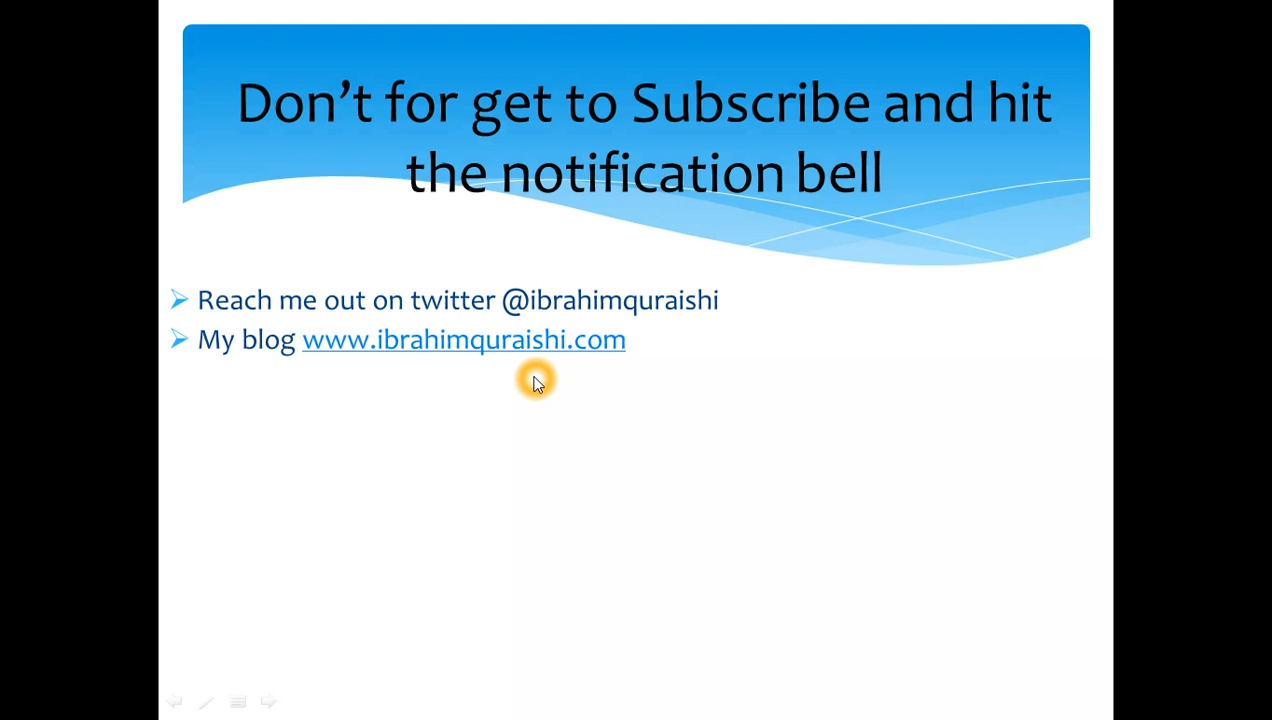 Don’t for get to Subscribe and hit
the notification bell
Reach me out on twitter @ibrahimquraishi
My blog www.ibrahimquraishi.com